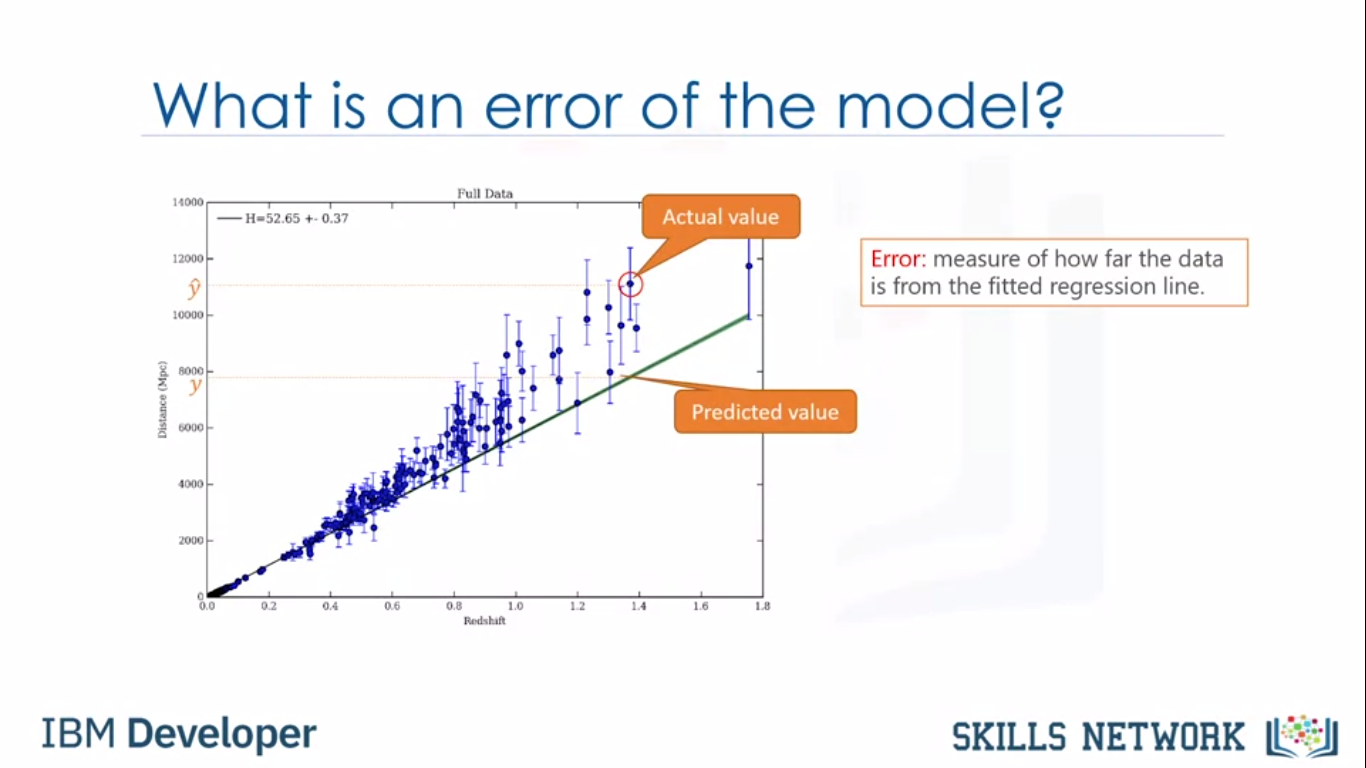 What is an error of the model?
Full Data
14000
H=52.65 +- 0.37
Actual value
12000
ŷ
10000
8000
y
6000
4000
2000
0
Distance (Mpc)
0.0 0.2 0.4 0.6 0.8 1.0 1.2 1.4 1.6 1.8
Redshift
Predicted value
Error: measure of how far the data
is from the fitted regression line.
IBM Developer
SKILLS NETWORK